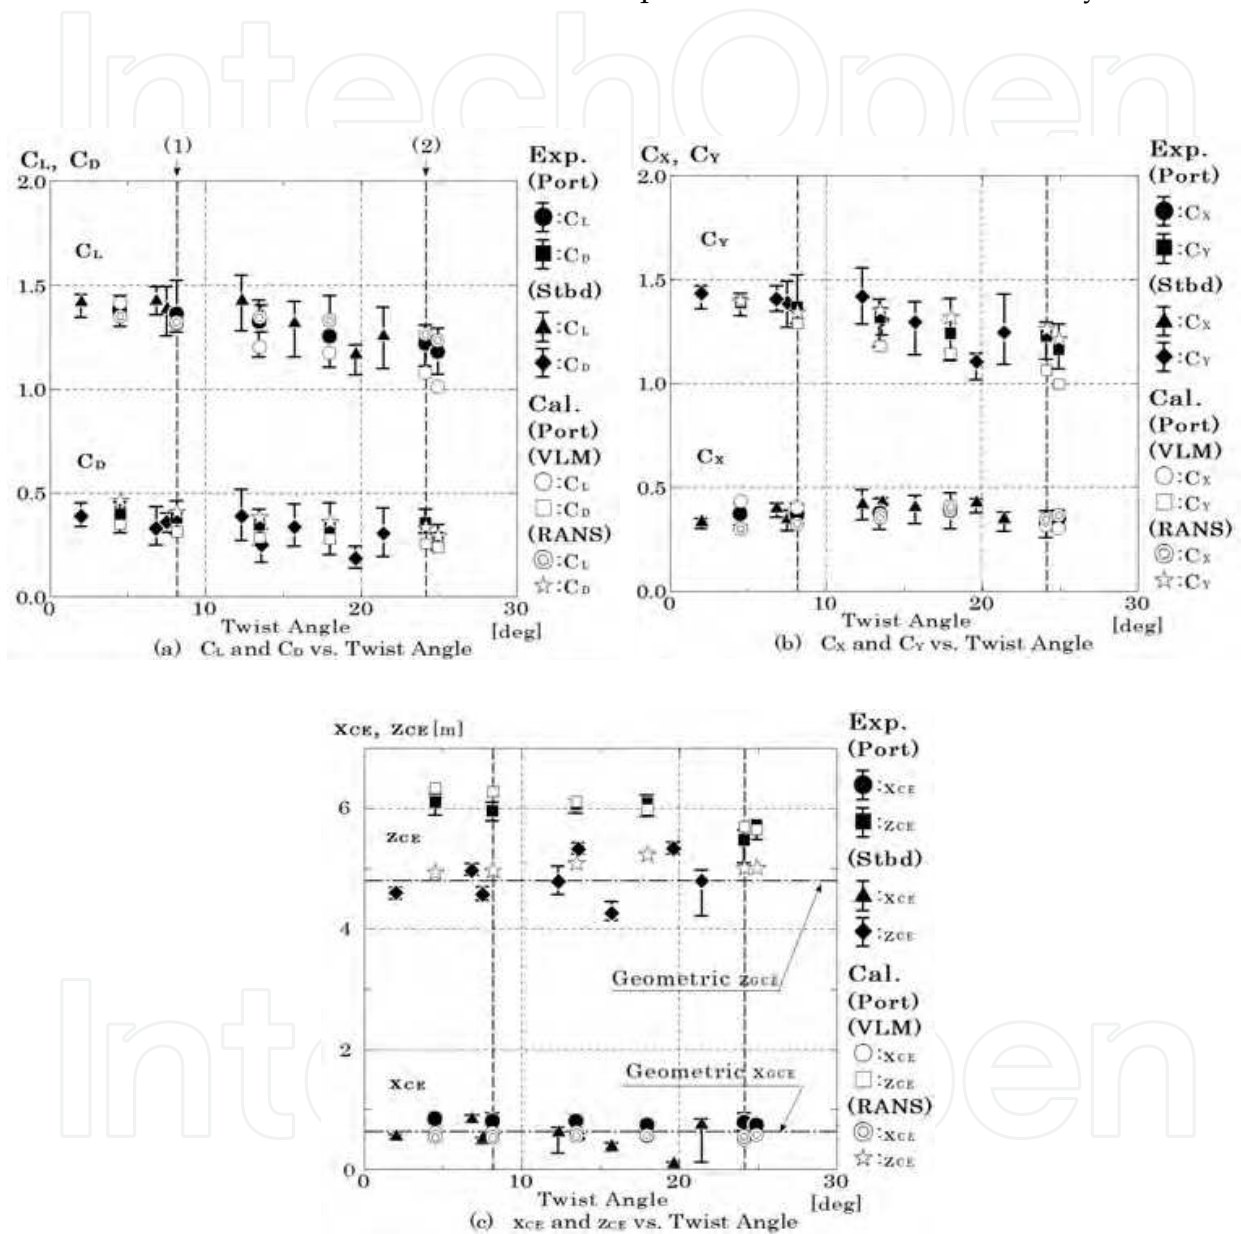 IntechOpen
(1)
(2)
CL, CD
2.0
1.5
1.0
0.5
0.0
0
10
20
30
CL
CD
Twist Angle
[deg]
(a) CL and CD vs. Twist Angle
Exp.
(Port)
:CL
:CD
(Stbd)
:CL
:CD
Cal.
(Port)
(VLM)
:CL
:CD
(RANS)
:CL
:CD
CX, CY
2.0
1.5
1.0
0.5
0.0
0
10
20
30
CY
CX
Twist Angle
[deg]
(b) CX and CY vs. Twist Angle
Exp.
(Port)
:CX
:CY
(Stbd)
:CX
:CY
Cal.
(Port)
(VLM)
:CX
:CY
(RANS)
:CX
:CY
XCE, ZCE [m]
6
4
2
0
10
20
30
ZCE
Geometric ZGCE
Geometric XGCE
XCE
Twist Angle
[deg]
(c) XCE and ZCE vs. Twist Angle
Exp.
(Port)
:XCE
:ZCE
(Stbd)
:XCE
:ZCE
Cal.
(Port)
(VLM)
:XCE
:ZCE
(RANS)
:XCE
:ZCE